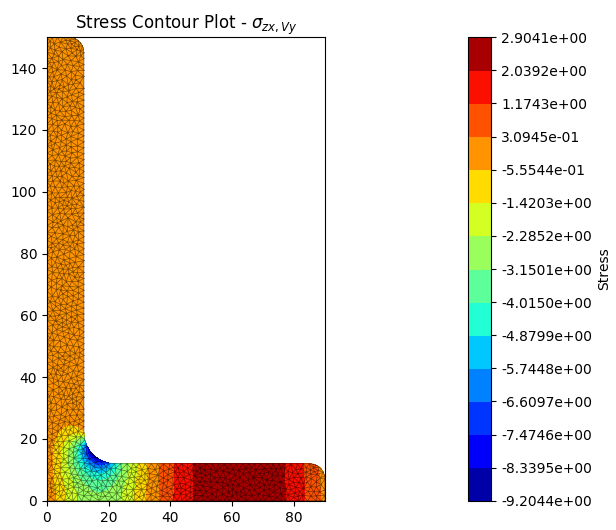 Stress Contour Plot - σzx,Vy
140
120
100
80
60
40
20
0
0 20 40 60 80
2.9041e+00
2.0392e+00
1.1743e+00
3.0945e-01
-5.5544e-01
-1.4203e+00
-2.2852e+00
-3.1501e+00
-4.0150e+00
-4.8799e+00
-5.7448e+00
-6.6097e+00
-7.4746e+00
-8.3395e+00
-9.2044e+00
Stress